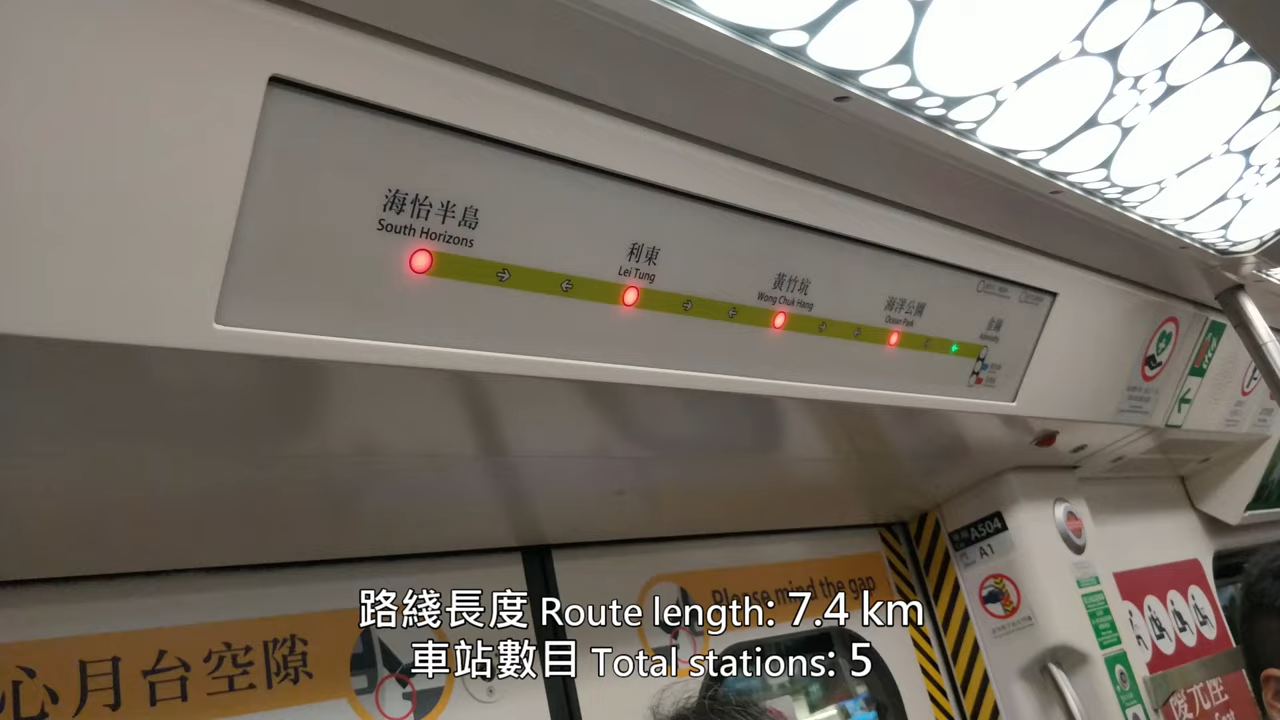 海怡半島
South Horizons
利東
Lei Tung
黃竹坑
Wong Chuk Hang
海洋公園
Ocean Park
金鐘
Admiralty
A504
A1
Please mind the gap
心月台空隙
路綫長度 Route length: 7.4 km
車站數目 Total stations: 5